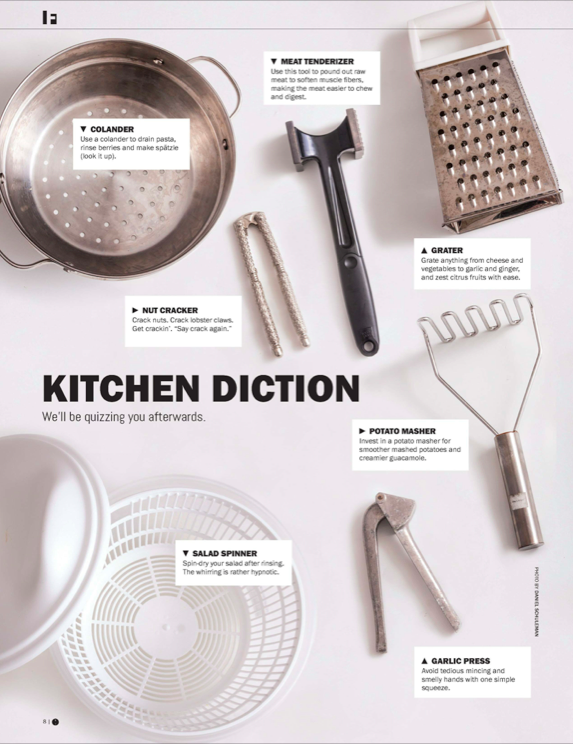 ▼ MEAT TENDERIZER
Use this tool to pound out raw
meat to soften muscle fibers,
making the meat easier to chew
and digest.
▼ COLANDER
Use a colander to drain pasta,
rinse berries and make spätzle
(look it up).
▲ GRATER
Grate anything from cheese and
vegetables to garlic and ginger,
and zest citrus fruits with ease.
► NUT CRACKER
Crack nuts. Crack lobster claws.
Get crackin'. "Say crack again."
KITCHEN DICTION
We'll be quizzing you afterwards.
► POTATO MASHER
Invest in a potato masher for
smoother mashed potatoes and
creamier guacamole.
▼ SALAD SPINNER
Spin-dry your salad after rinsing.
The whirring is rather hypnotic.
PHOTO BY DANIEL SCHLEMAN
▲ GARLIC PRESS
Avoid tedious mincing and
smelly hands with one simple
squeeze.